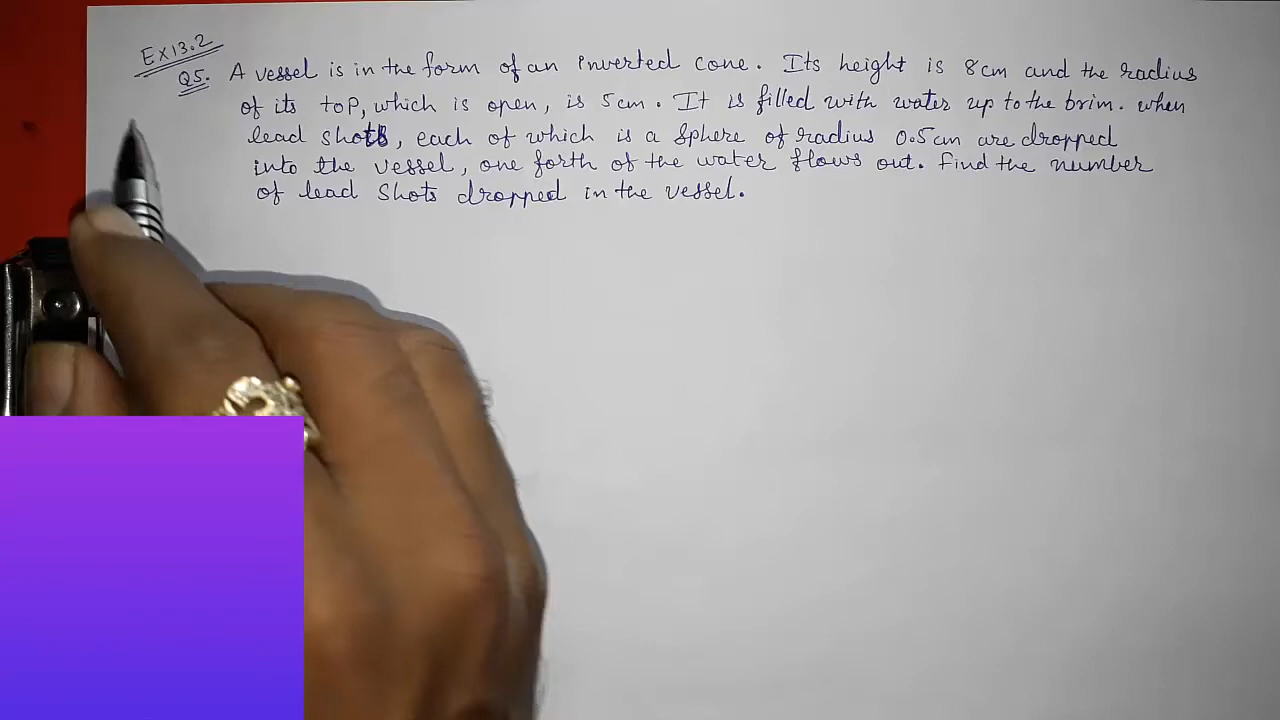 Ex 13.2
Q5. A vessel is in the form of an inverted cone. Its height is 8cm and the radius
of its top, which is open, is 5cm. It is filled with water up to the brim. when
lead shots, each of which is a sphere of radius 0.5cm are dropped
into the vessel, one forth of the water flows out. find the number
of lead shots dropped in the vessel.